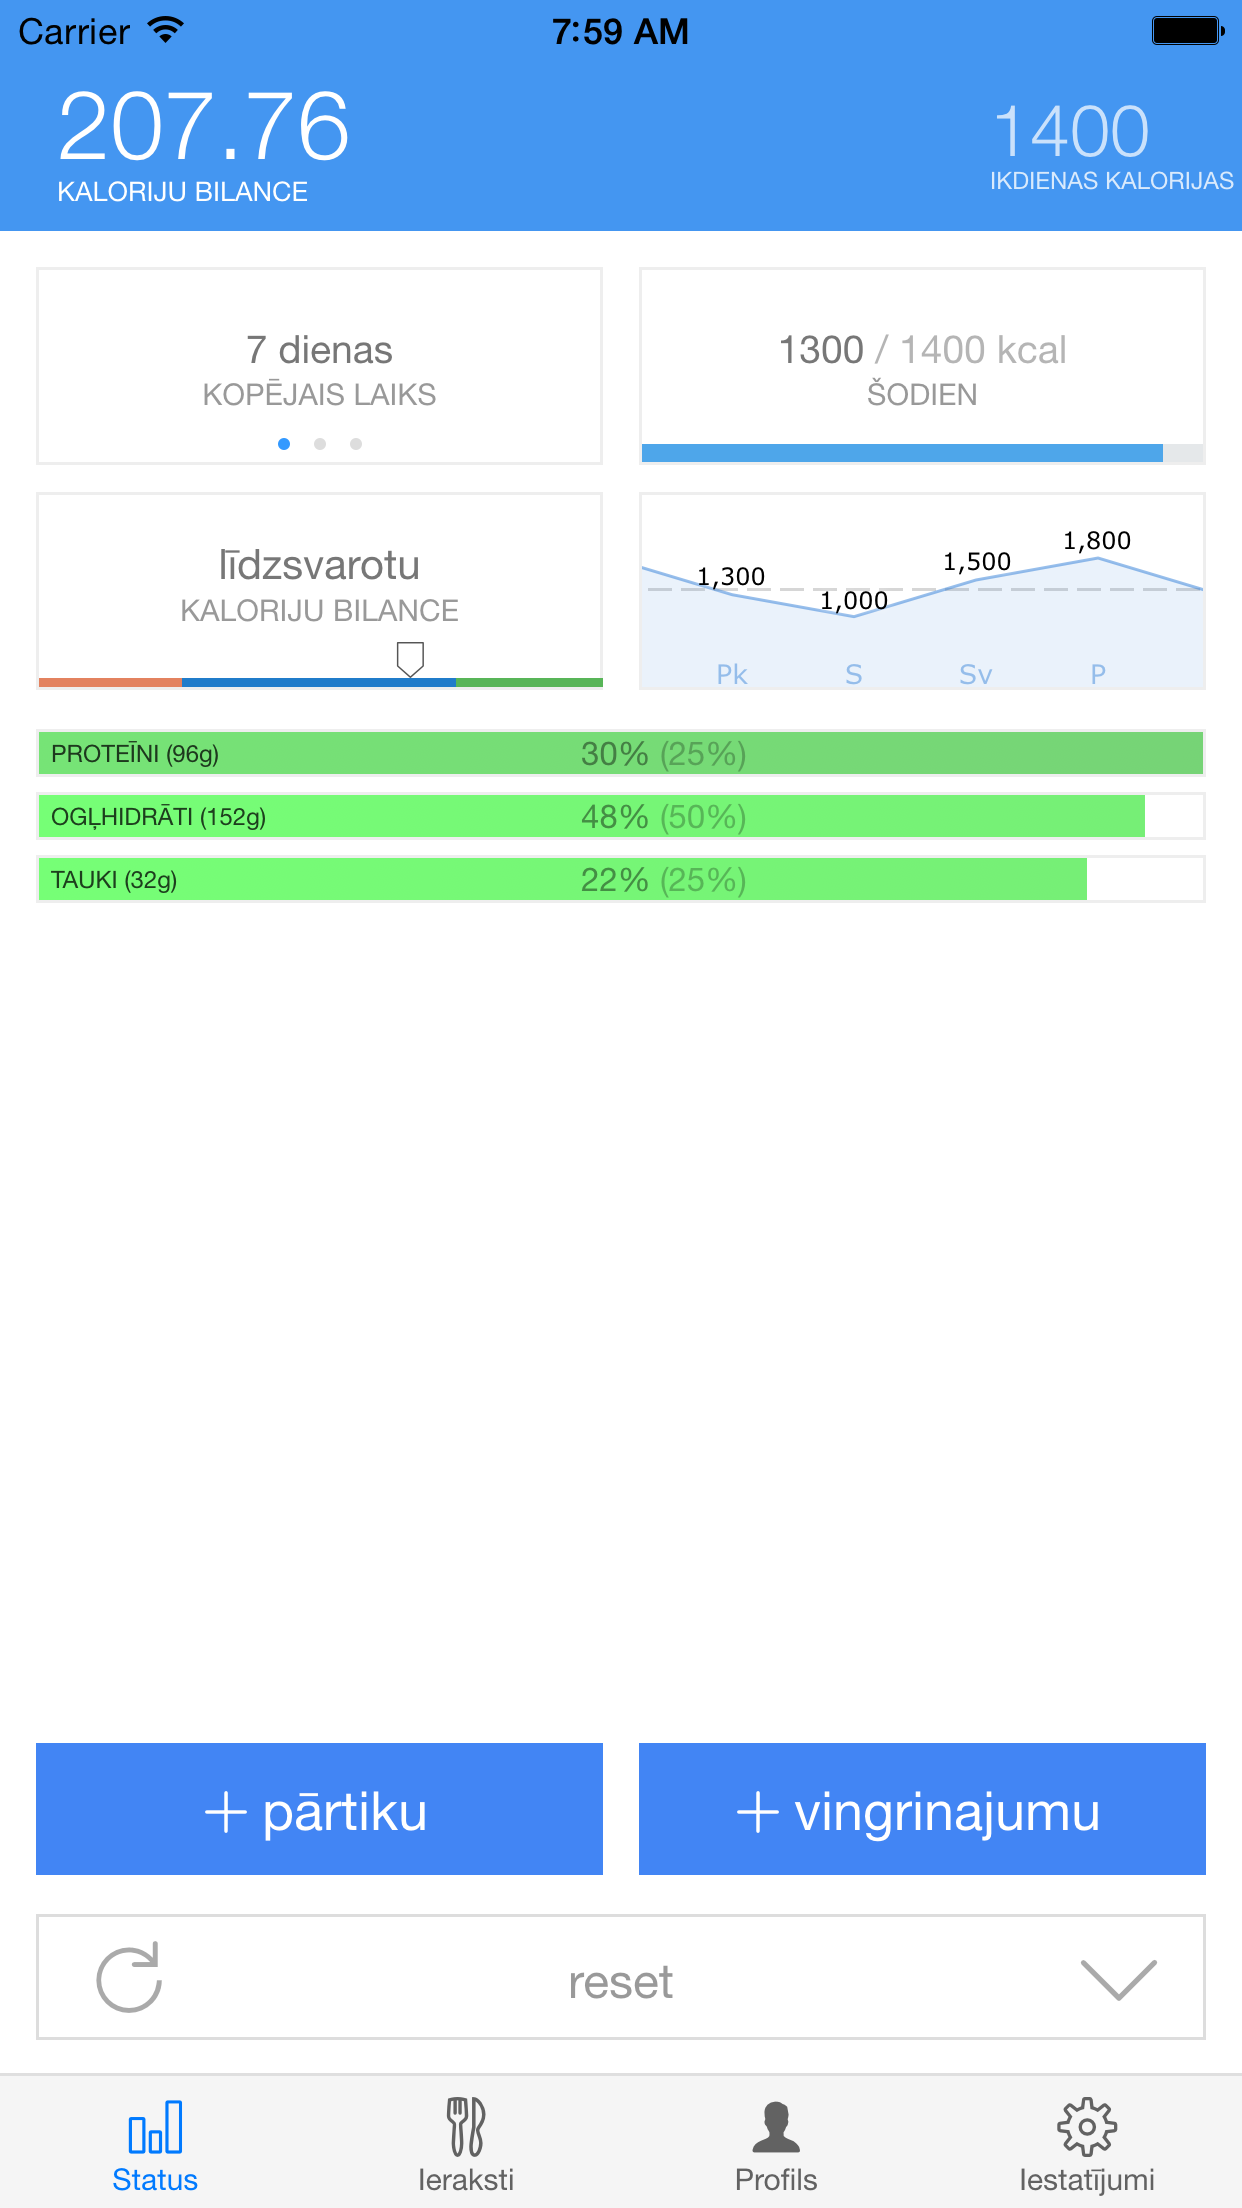 Carrier 7:59 AM
207.76
KALORIJU BILANCE
1400
IKDIENAS KALORIJAS
7 dienas
KOPĒJAIS LAIKS
1300 / 1400 kcal
ŠODIEN
līdzsvarotu
KALORIJU BILANCE
1,300 1,000 1,500 1,800
Pk S Sv P
PROTEĪNI (96g) 30% (25%)
OGĻHIDRĀTI (152g) 48% (50%)
TAUKI (32g) 22% (25%)
+ pārtiku
+ vingrinajumu
reset
Status Ieraksti Profils Iestatījumi